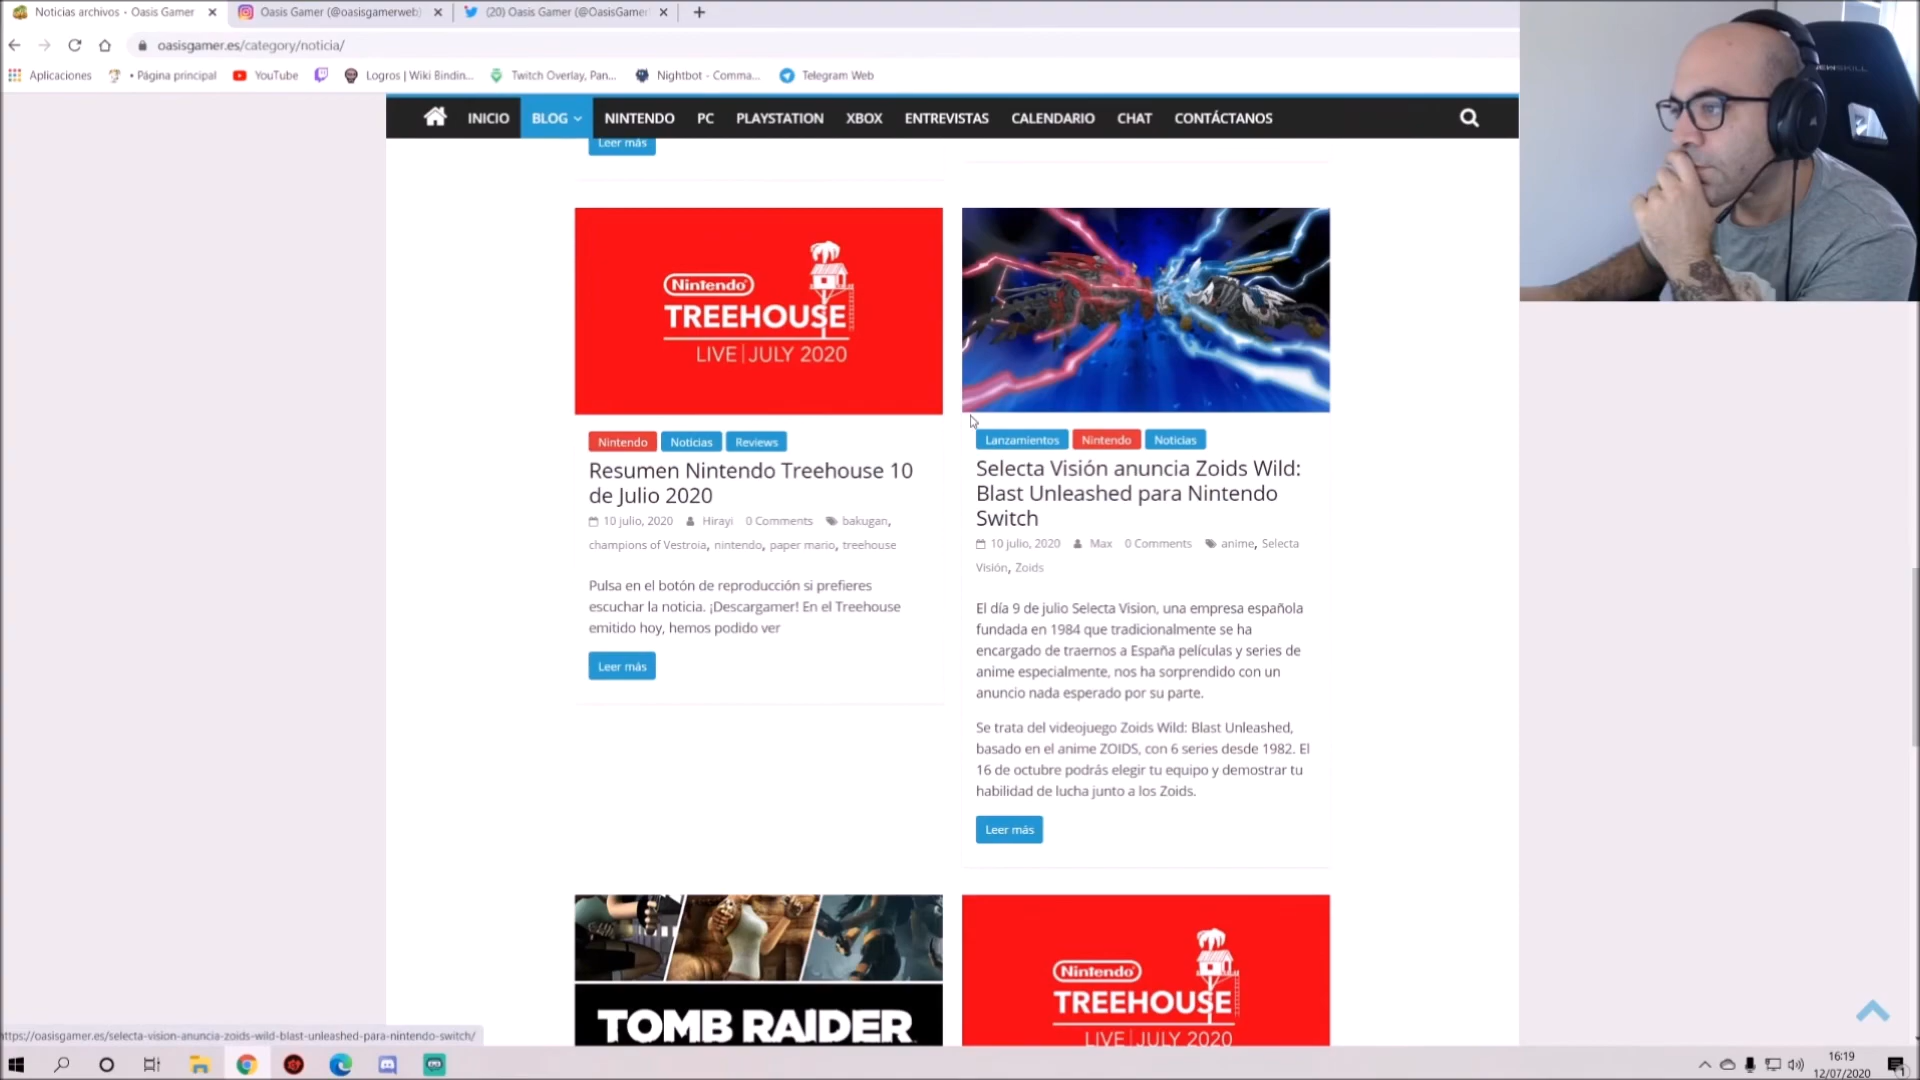 Noticias archivos - Oasis Gamer
Oasis Gamer (@oasisgamerweb)
(20) Oasis Gamer (@OasisGamer
oasisgamer.es/category/noticia/
Aplicaciones
• Página principal
YouTube
Logros | Wiki Bindin...
Twitch Overlay, Pan...
Nightbot - Comma...
Telegram Web
INICIO
BLOG
NINTENDO
PC
PLAYSTATION
XBOX
ENTREVISTAS
CALENDARIO
CHAT
CONTÁCTANOS
Leer más
Nintendo
TREEHOUSE
LIVE | JULY 2020
Nintendo
Noticias
Reviews
Resumen Nintendo Treehouse 10
de Julio 2020
10 julio, 2020 Hirayi 0 Comments bakugan,
champions of Vestroia, nintendo, paper mario, treehouse
Pulsa en el botón de reproducción si prefieres
escuchar la noticia. ¡Descargamer! En el Treehouse
emitido hoy, hemos podido ver
Leer más
Lanzamientos
Nintendo
Noticias
Selecta Visión anuncia Zoids Wild:
Blast Unleashed para Nintendo
Switch
10 julio, 2020 Max 0 Comments anime, Selecta
Visión, Zoids
El día 9 de julio Selecta Vision, una empresa española
fundada en 1984 que tradicionalmente se ha
encargado de traernos a España películas y series de
anime especialmente, nos ha sorprendido con un
anuncio nada esperado por su parte.
Se trata del videojuego Zoids Wild: Blast Unleashed,
basado en el anime ZOIDS, con 6 series desde 1982. El
16 de octubre podrás elegir tu equipo y demostrar tu
habilidad de lucha junto a los Zoids.
Leer más
TOMB RAIDER
Nintendo
TREEHOUSE
LIVE | JULY 2020
https://oasisgamer.es/selecta-vision-anuncia-zoids-wild-blast-unleashed-para-nintendo-switch/
16:19
12/07/2020